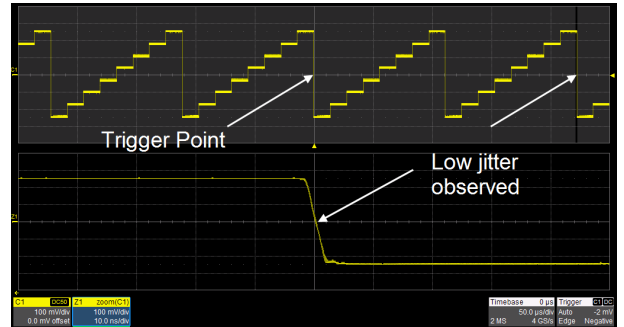 C1
Trigger Point
Low jitter
observed
Z1
C1 DC50
100 mV/div
0.0 mV offset
Z1 zoom(C1)
100 mV/div
10.0 ns/div
Timebase 0 µs
50.0 µs/div
2 MS 4 GS/s
Trigger C1 DC
Auto -2 mV
Edge Negative